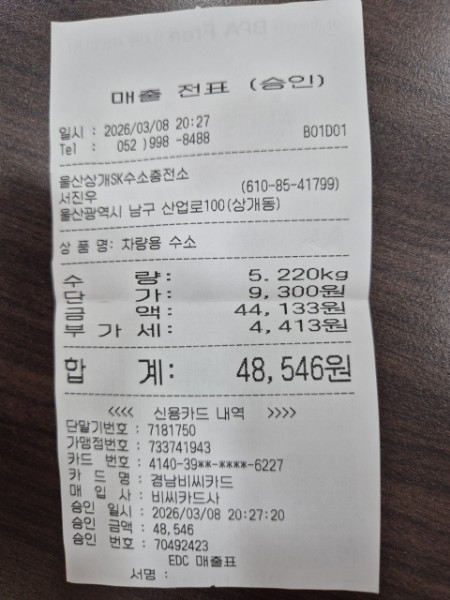 매출 전표 (승인)
일시 : 2026/03/08 20:27
Tel : 052 )998 -8488 B01D01
울산상개SK수소충전소
서진우 (610-85-41799)
울산광역시 남구 산업로100(상개동)
상 품 명: 차량용 수소
수 량: 5.220kg
단 가: 9,300원
금 액: 44,133원
부 가 세: 4,413원
합 계: 48,546원
<<<< 신용카드 내역 >>>>
단말기번호 : 7181750
가맹점번호 : 733741943
카드 번호 : 4140-39**-****-6227
카 드 명 : 경남비씨카드
매 입 사 : 비씨카드사
승인 일시 : 2026/03/08 20:27:20
승인 금액 : 48,546
승인 번호 : 70492423
EDC 매출표
서명 :